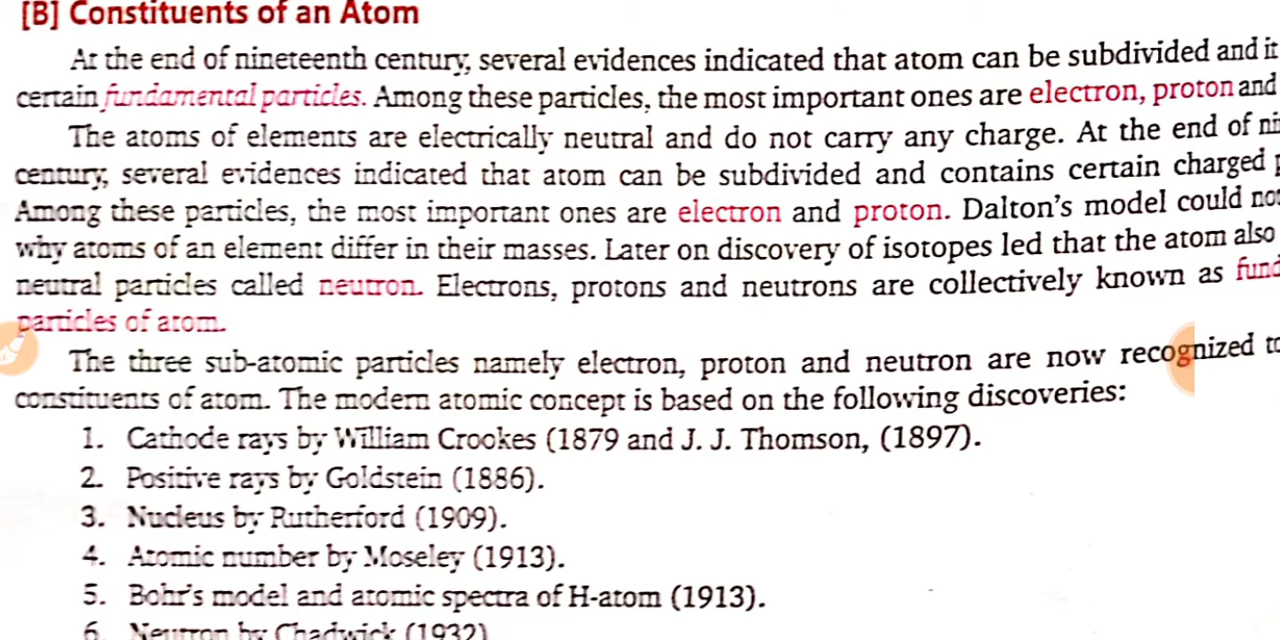 [B] Constituents of an Atom
At the end of nineteenth century, several evidences indicated that atom can be subdivided and it
certain fundamental particles. Among these particles, the most important ones are electron, proton and
The atoms of elements are electrically neutral and do not carry any charge. At the end of ni
century, several evidences indicated that atom can be subdivided and contains certain charged p
Among these particles, the most important ones are electron and proton. Dalton's model could not
why atoms of an element differ in their masses. Later on discovery of isotopes led that the atom also
neutral particles called neutron. Electrons, protons and neutrons are collectively known as fund
particles of atom.
The three sub-atomic particles namely electron, proton and neutron are now recognized to
constituents of atom. The modern atomic concept is based on the following discoveries:
1. Cathode rays by William Crookes (1879 and J. J. Thomson, (1897).
2. Positive rays by Goldstein (1886).
3. Nucleus by Rutherford (1909).
4. Atomic number by Moseley (1913).
5. Bohr's model and atomic spectra of H-atom (1913).
6. Neutron by Chadwick (1932)